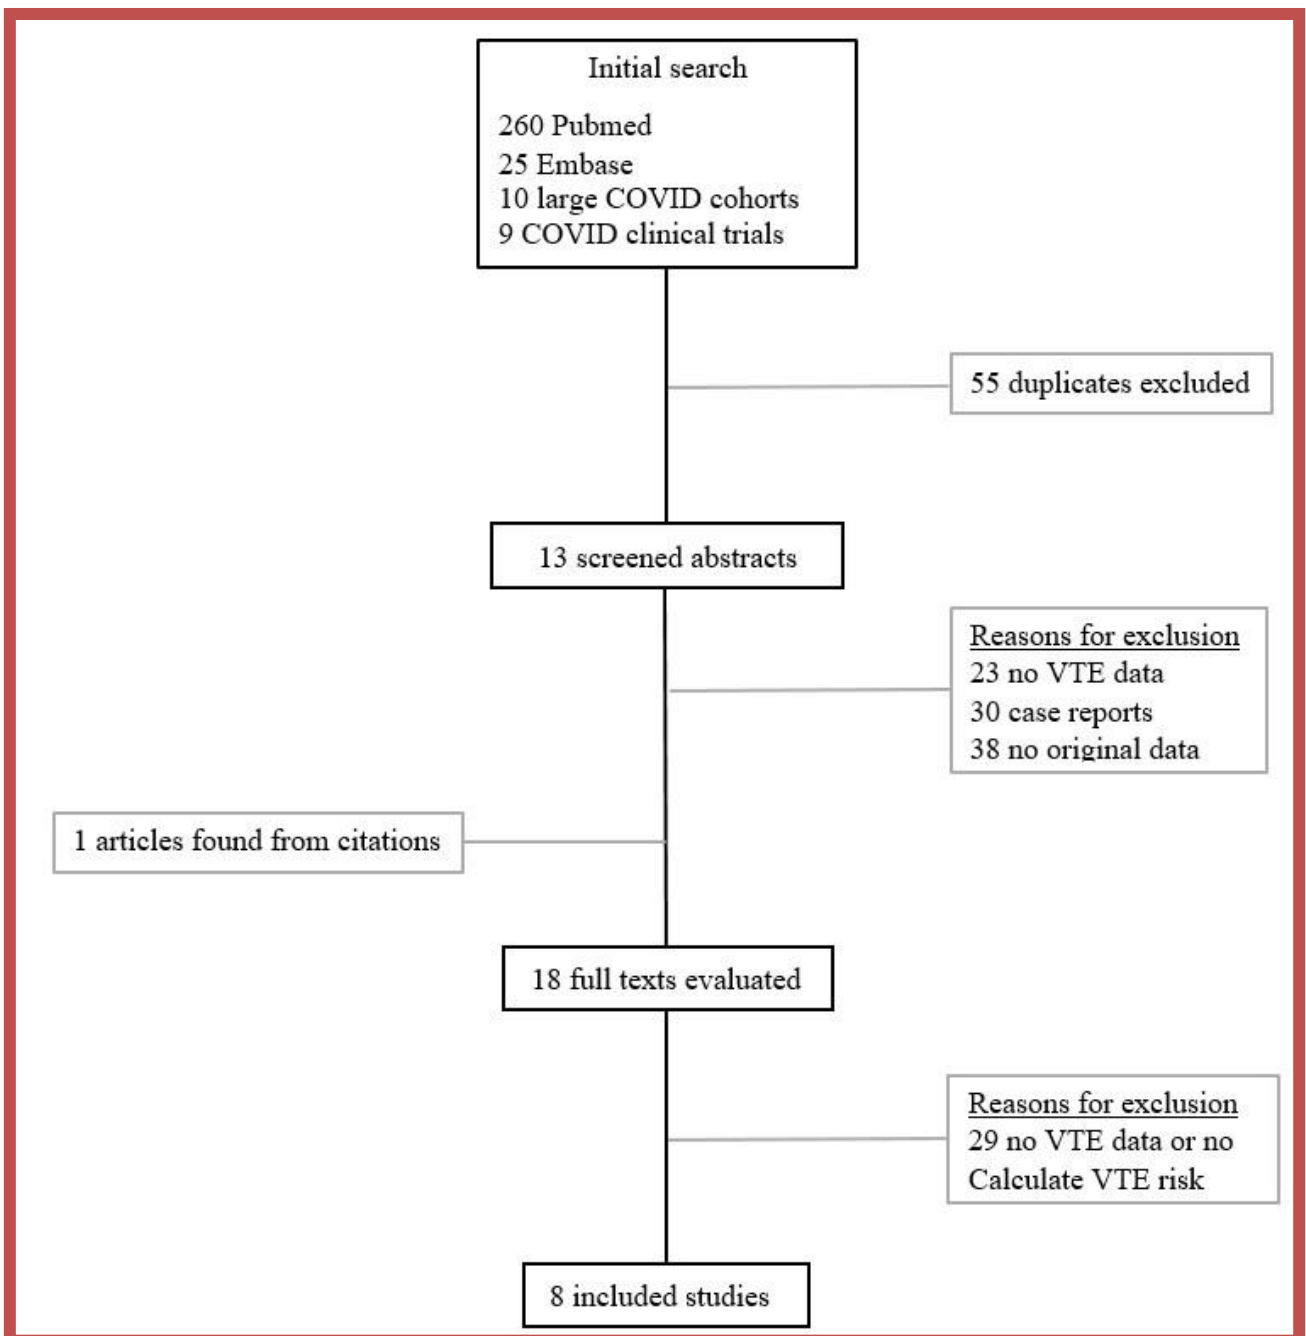 Initial search
260 Pubmed
25 Embase
10 large COVID cohorts
9 COVID clinical trials
55 duplicates excluded
13 screened abstracts
Reasons for exclusion
23 no VTE data
30 case reports
38 no original data
1 articles found from citations
18 full texts evaluated
Reasons for exclusion
29 no VTE data or no
Calculate VTE risk
8 included studies